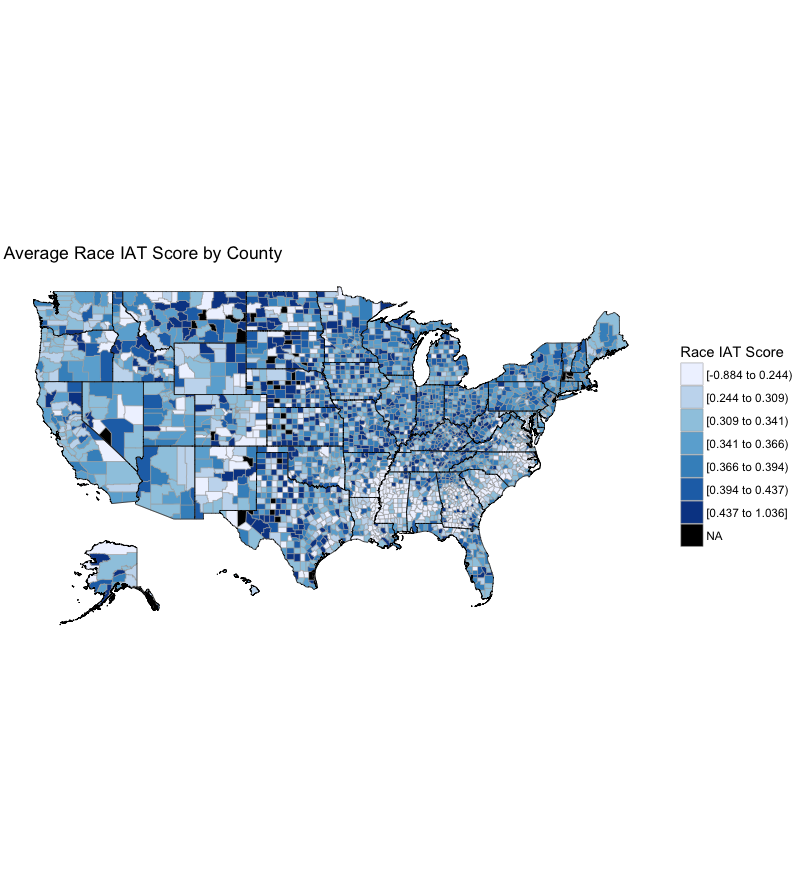 Average Race IAT Score by County
Race IAT Score
[-0.884 to 0.244)
[0.244 to 0.309)
[0.309 to 0.341)
[0.341 to 0.366)
[0.366 to 0.394)
[0.394 to 0.437)
[0.437 to 1.036]
NA